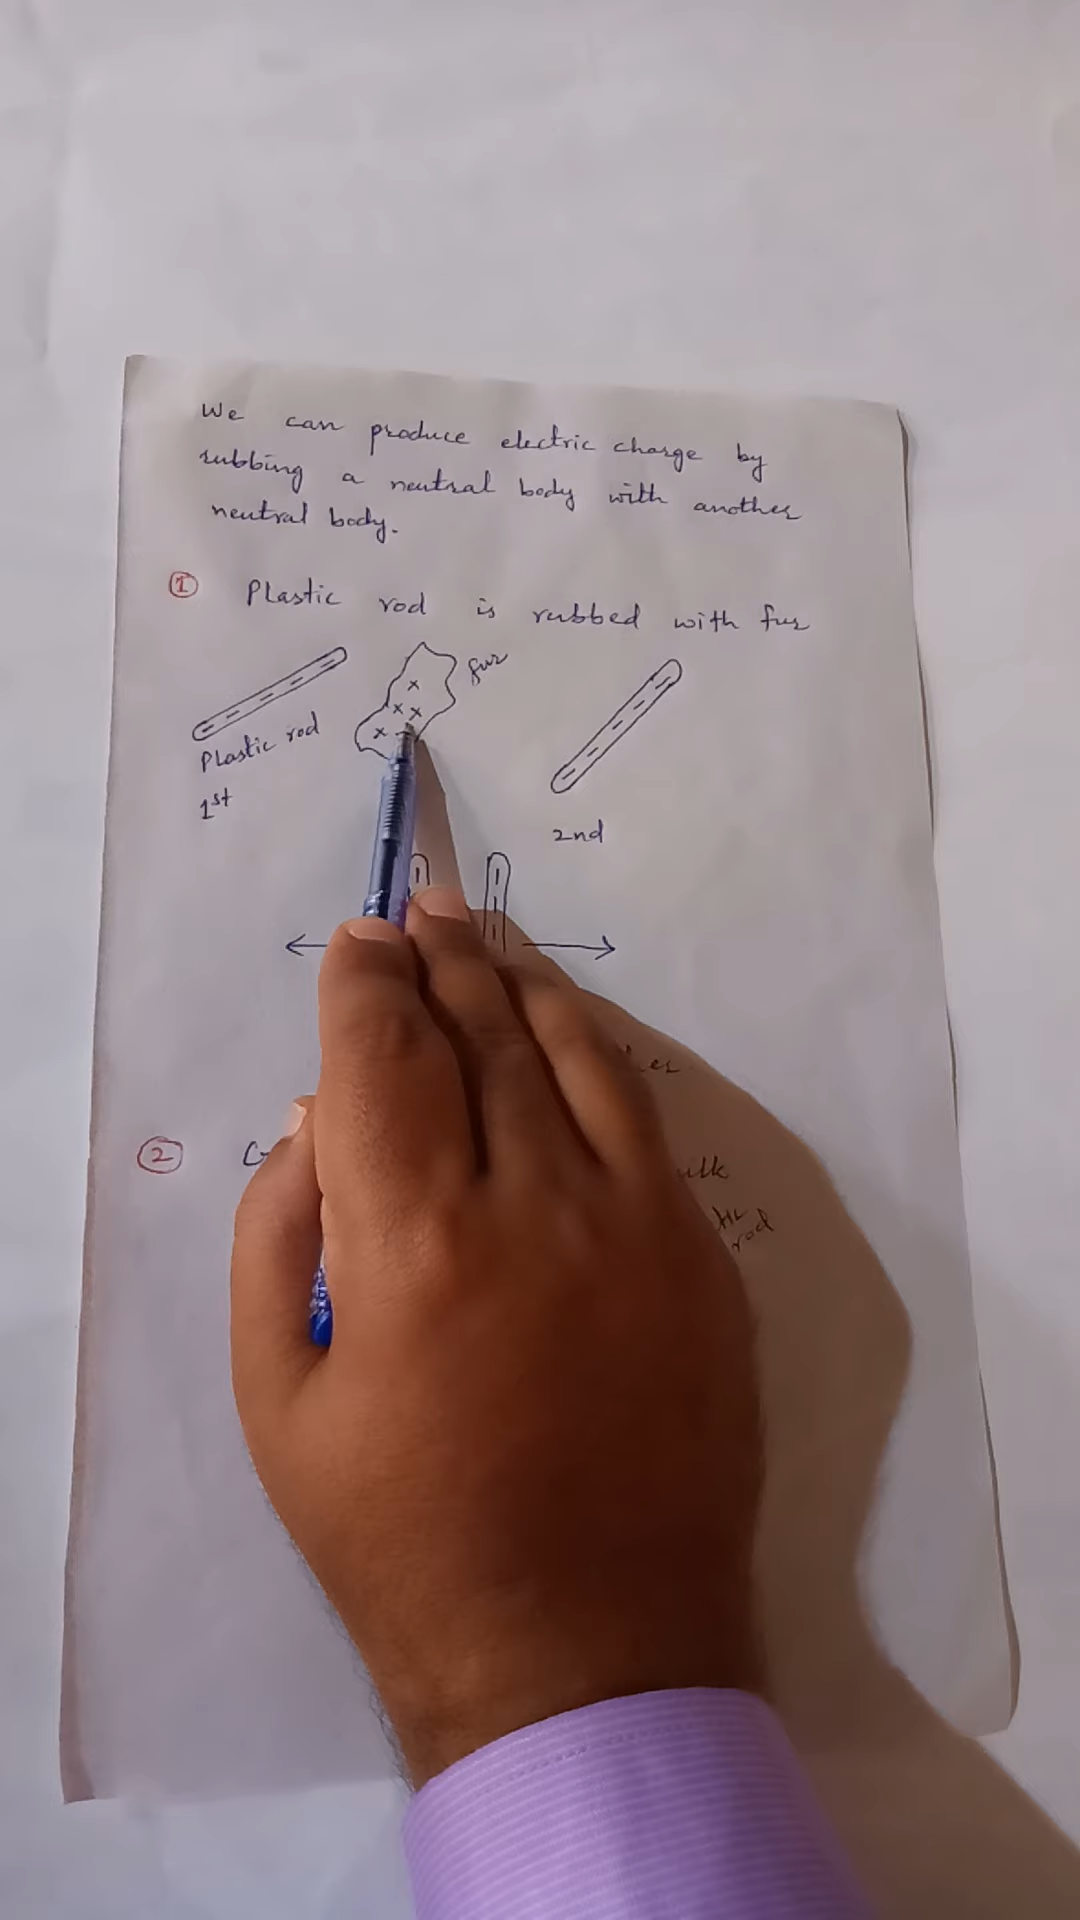 We can produce electric charge by
rubbing a neutral body with another
neutral body.
1 Plastic rod is rubbed with fur
fur
Plastic rod
1st
2nd
2
rod